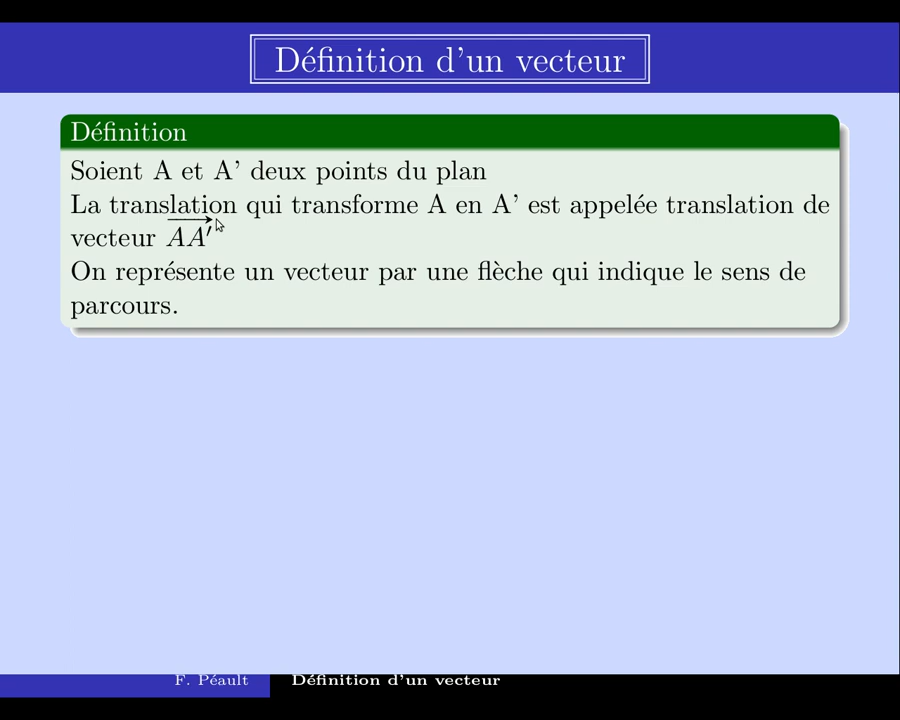 Définition d'un vecteur
Définition
Soient A et A' deux points du plan
La translation qui transforme A en A' est appelée translation de
vecteur $\overrightarrow{AA'}$
On représente un vecteur par une flèche qui indique le sens de
parcours.
F. Péault
Définition d'un vecteur